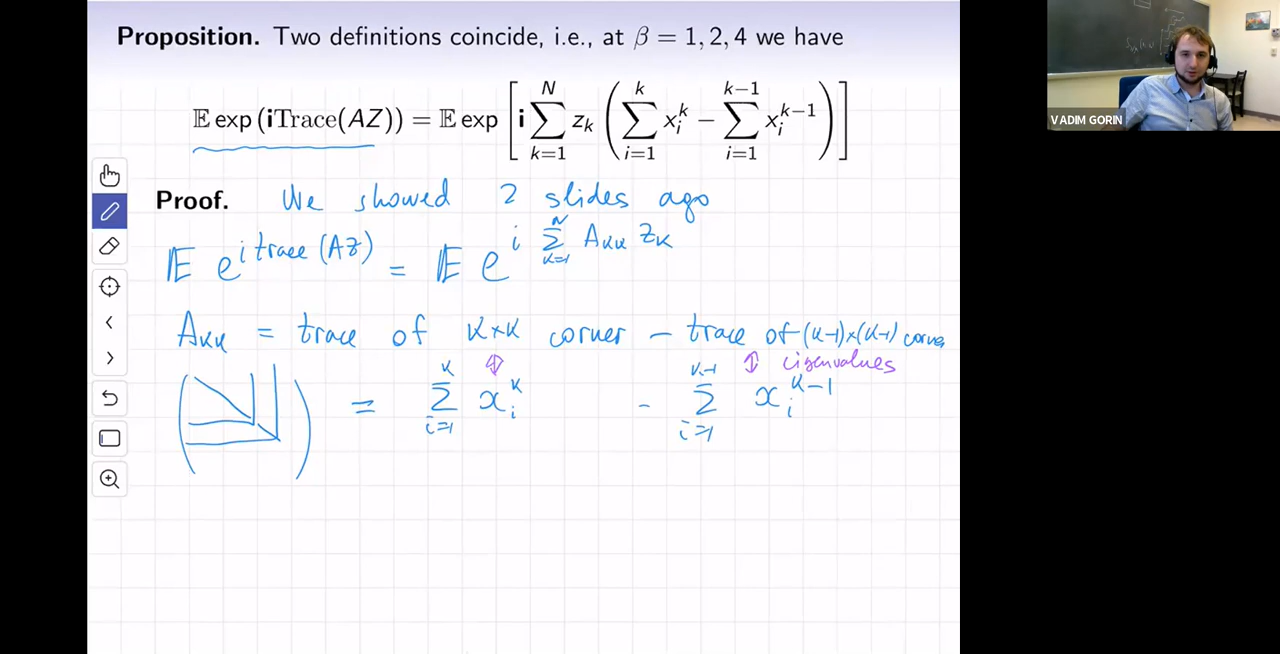 Proposition. Two definitions coincide, i.e., at β = 1, 2, 4 we have
𝔼 exp (iTrace(AZ)) = 𝔼 exp [ i ∑_{k=1}^{N} z_k ( ∑_{i=1}^{k} x_i^k − ∑_{i=1}^{k−1} x_i^{k−1} ) ]
Proof. We showed 2 slides ago
𝔼 e^{i trace (AZ)} = 𝔼 e^{i ∑_{k=1}^{N} A_{kk} z_k}
A_{kk} = trace of k×k corner − trace of (k-1)×(k-1) corner
↕ ↕ eigenvalues
= ∑_{i=1}^{k} x_i^k - ∑_{i=1}^{k-1} x_i^{k-1}
VADIM GORIN